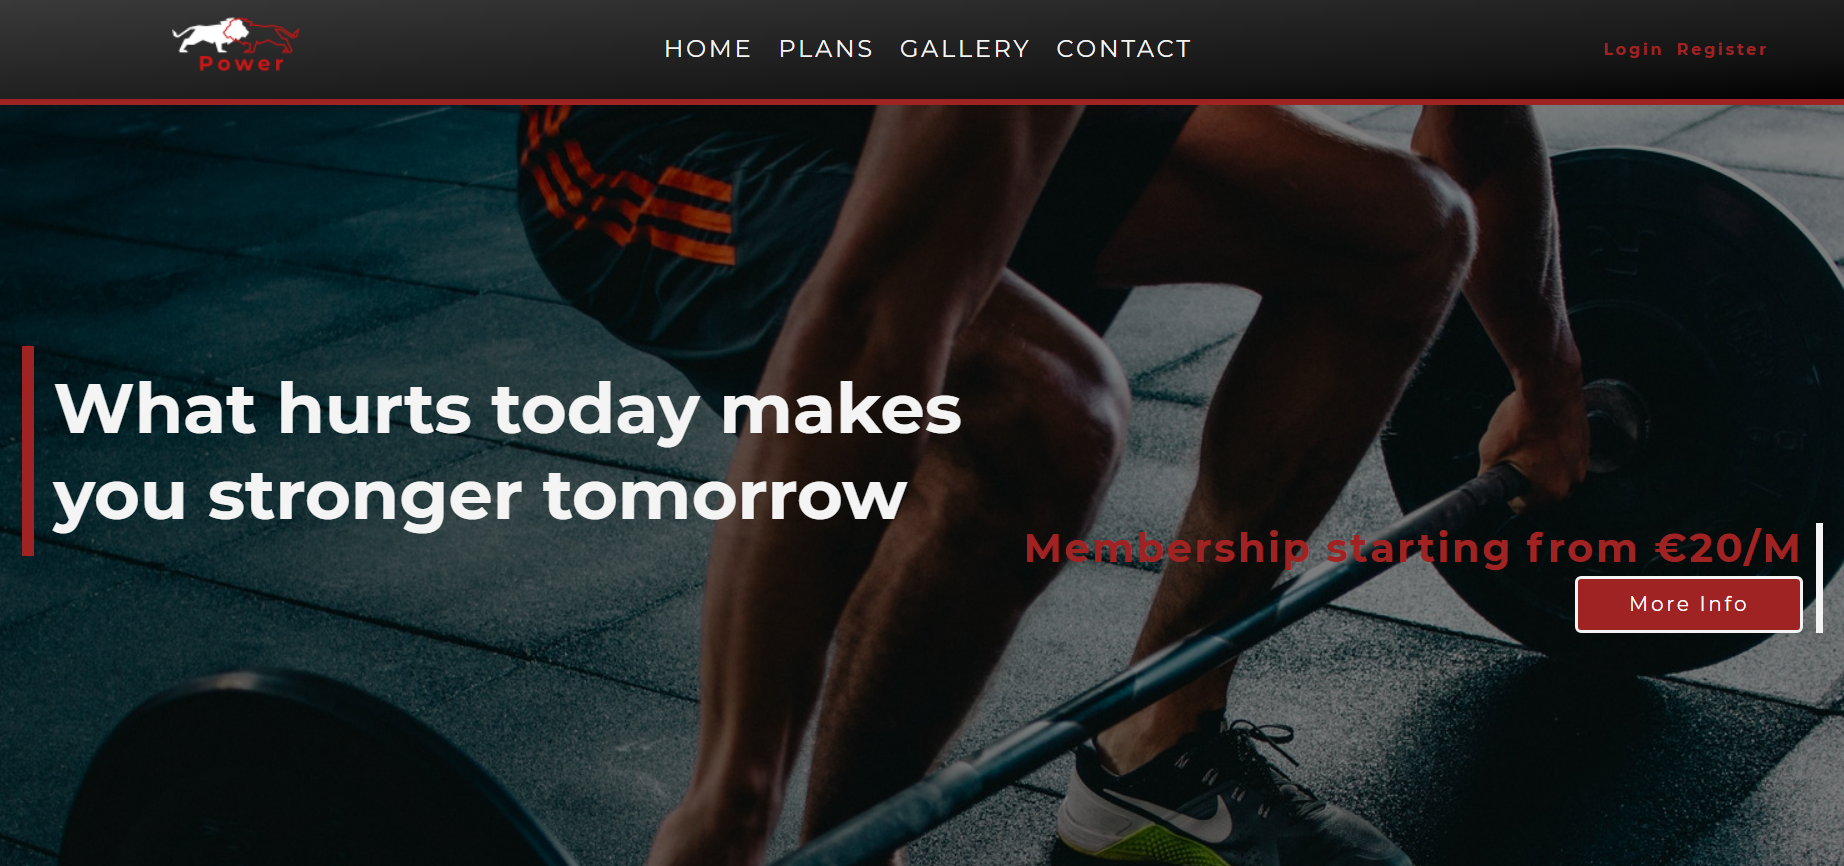 Power
HOME PLANS GALLERY CONTACT
Login Register
What hurts today makes
you stronger tomorrow
Membership starting from €20/M
More Info